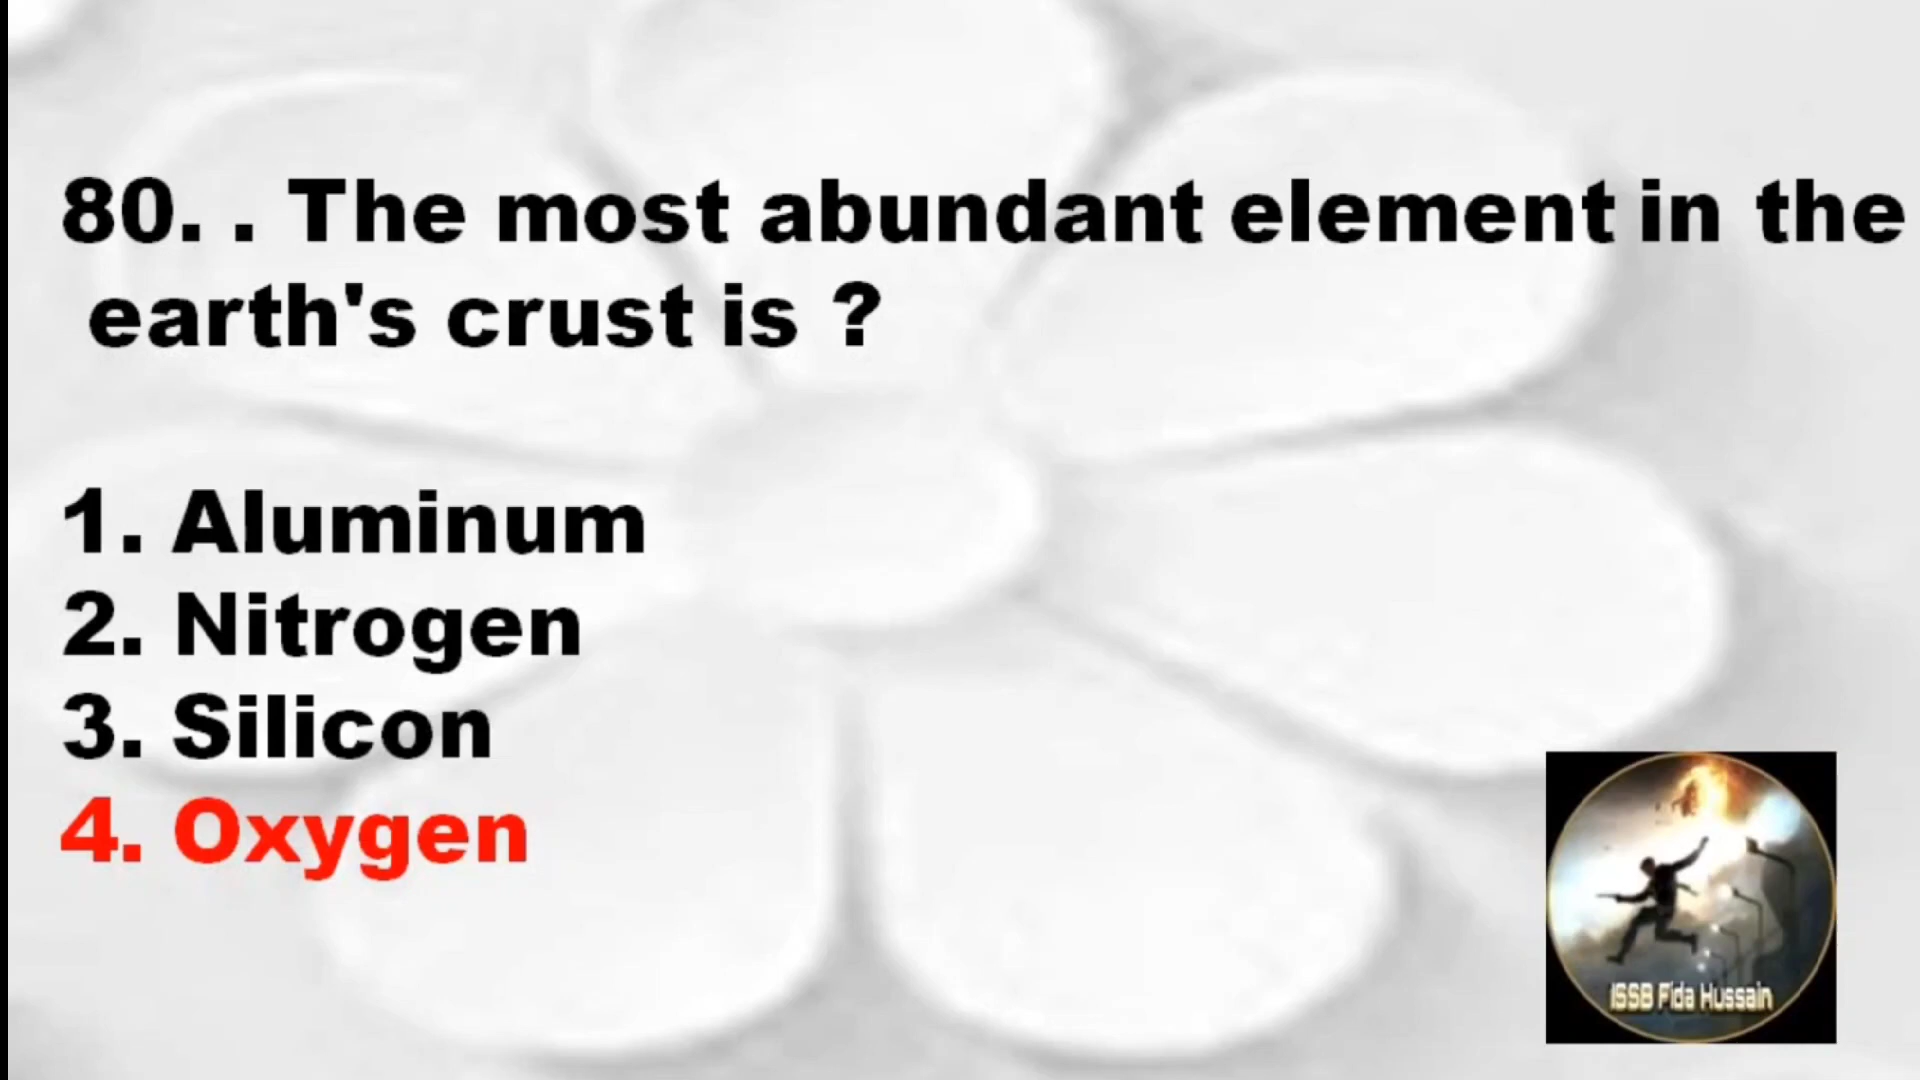 80. . The most abundant element in the
earth's crust is ?
1. Aluminum
2. Nitrogen
3. Silicon
4. Oxygen
ISSB Fida Hussain